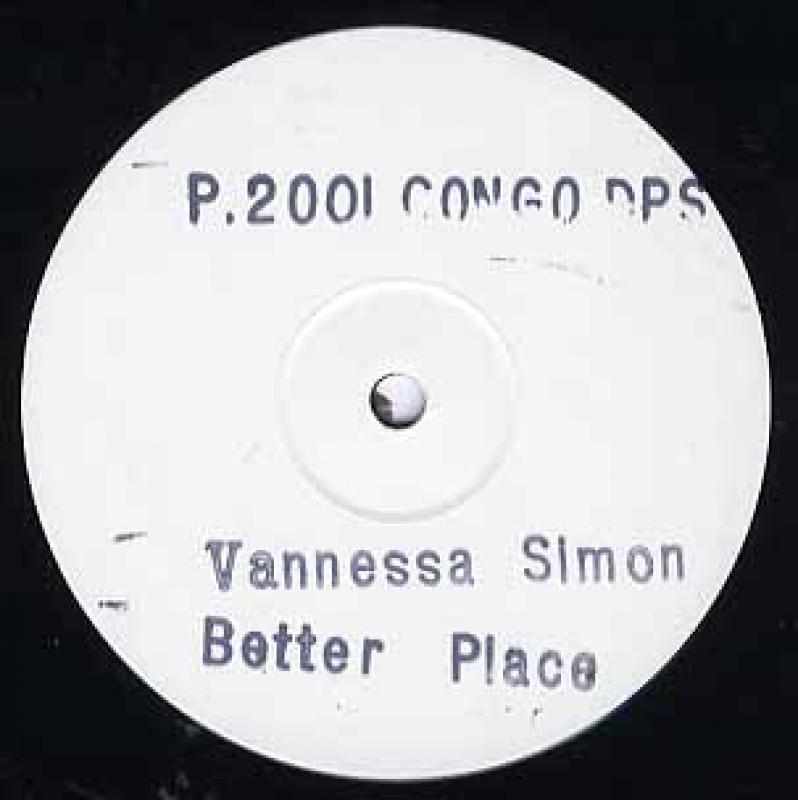 P.2001 CONGO DPS
Vannessa Simon
Better Place